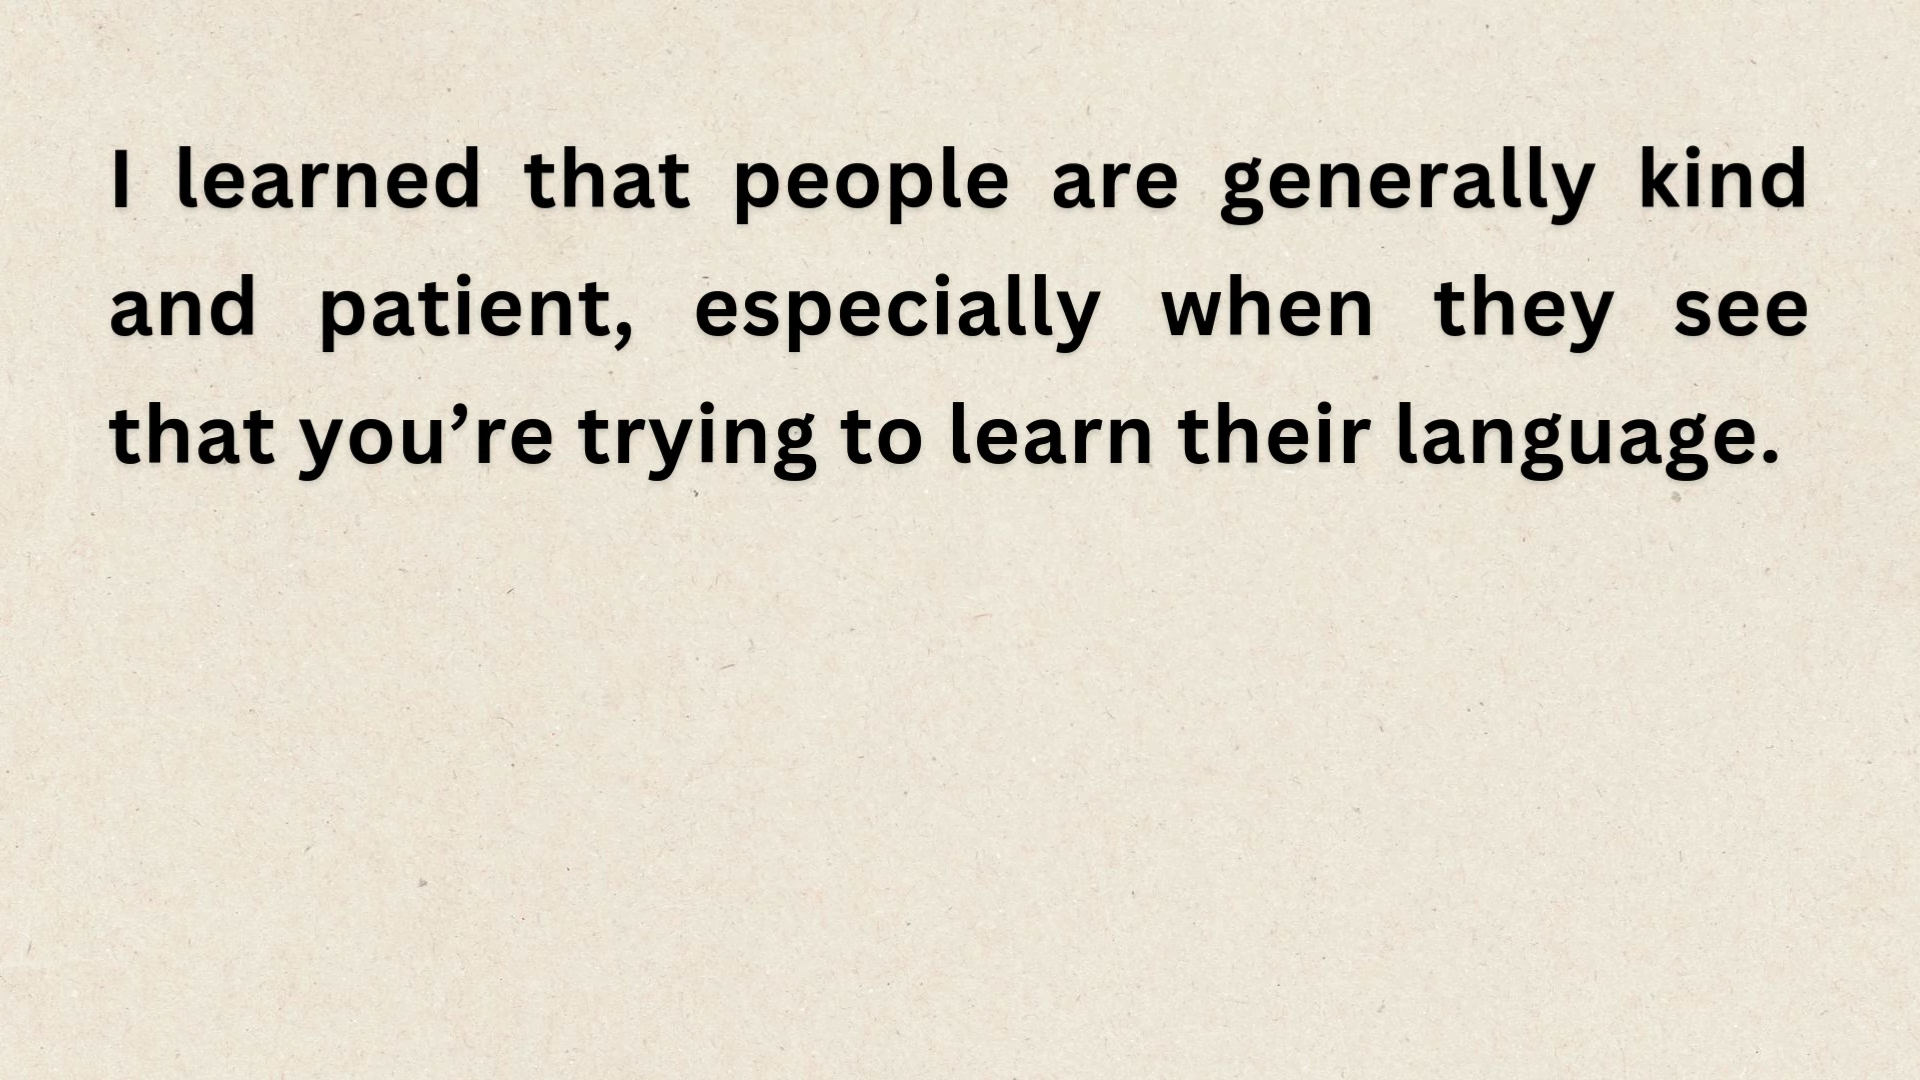 I learned that people are generally kind
and patient, especially when they see
that you’re trying to learn their language.